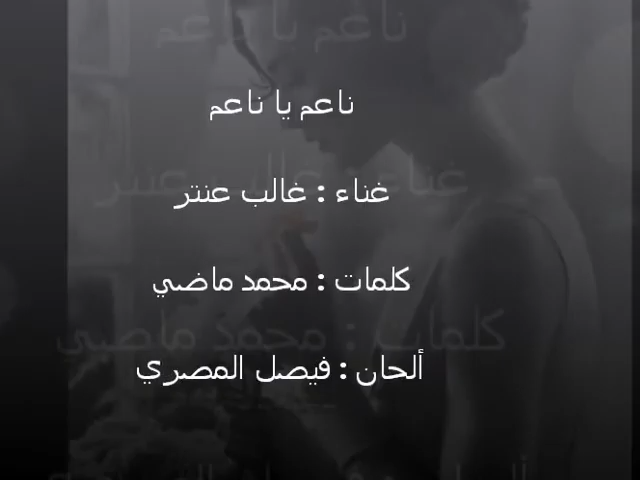 ناعم يا ناعم
غناء : غالب عنتر
كلمات : محمد ماضي
ألحان : فيصل المصري